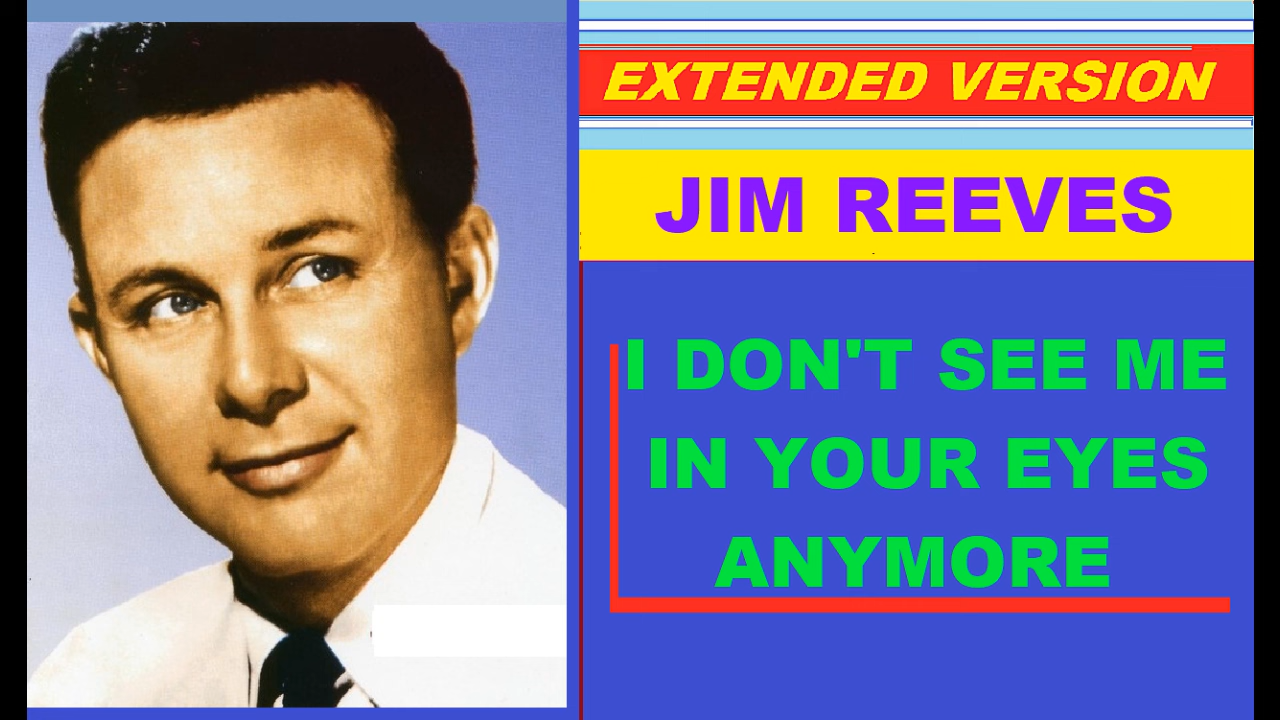 EXTENDED VERSION
JIM REEVES
I DON'T SEE ME
IN YOUR EYES
ANYMORE